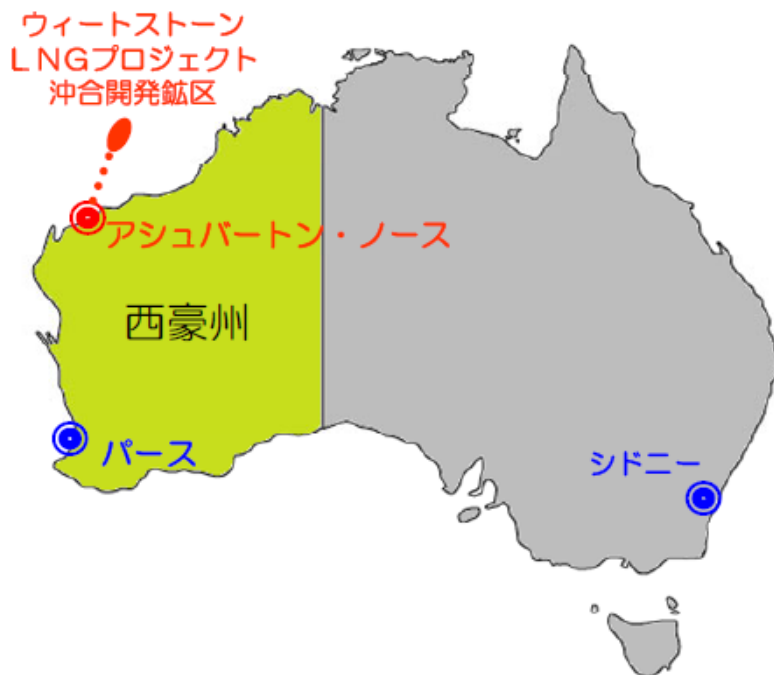 ウィートストーン
ＬＮＧプロジェクト
沖合開発鉱区
アシュバートン・ノース
西豪州
パース
シドニー